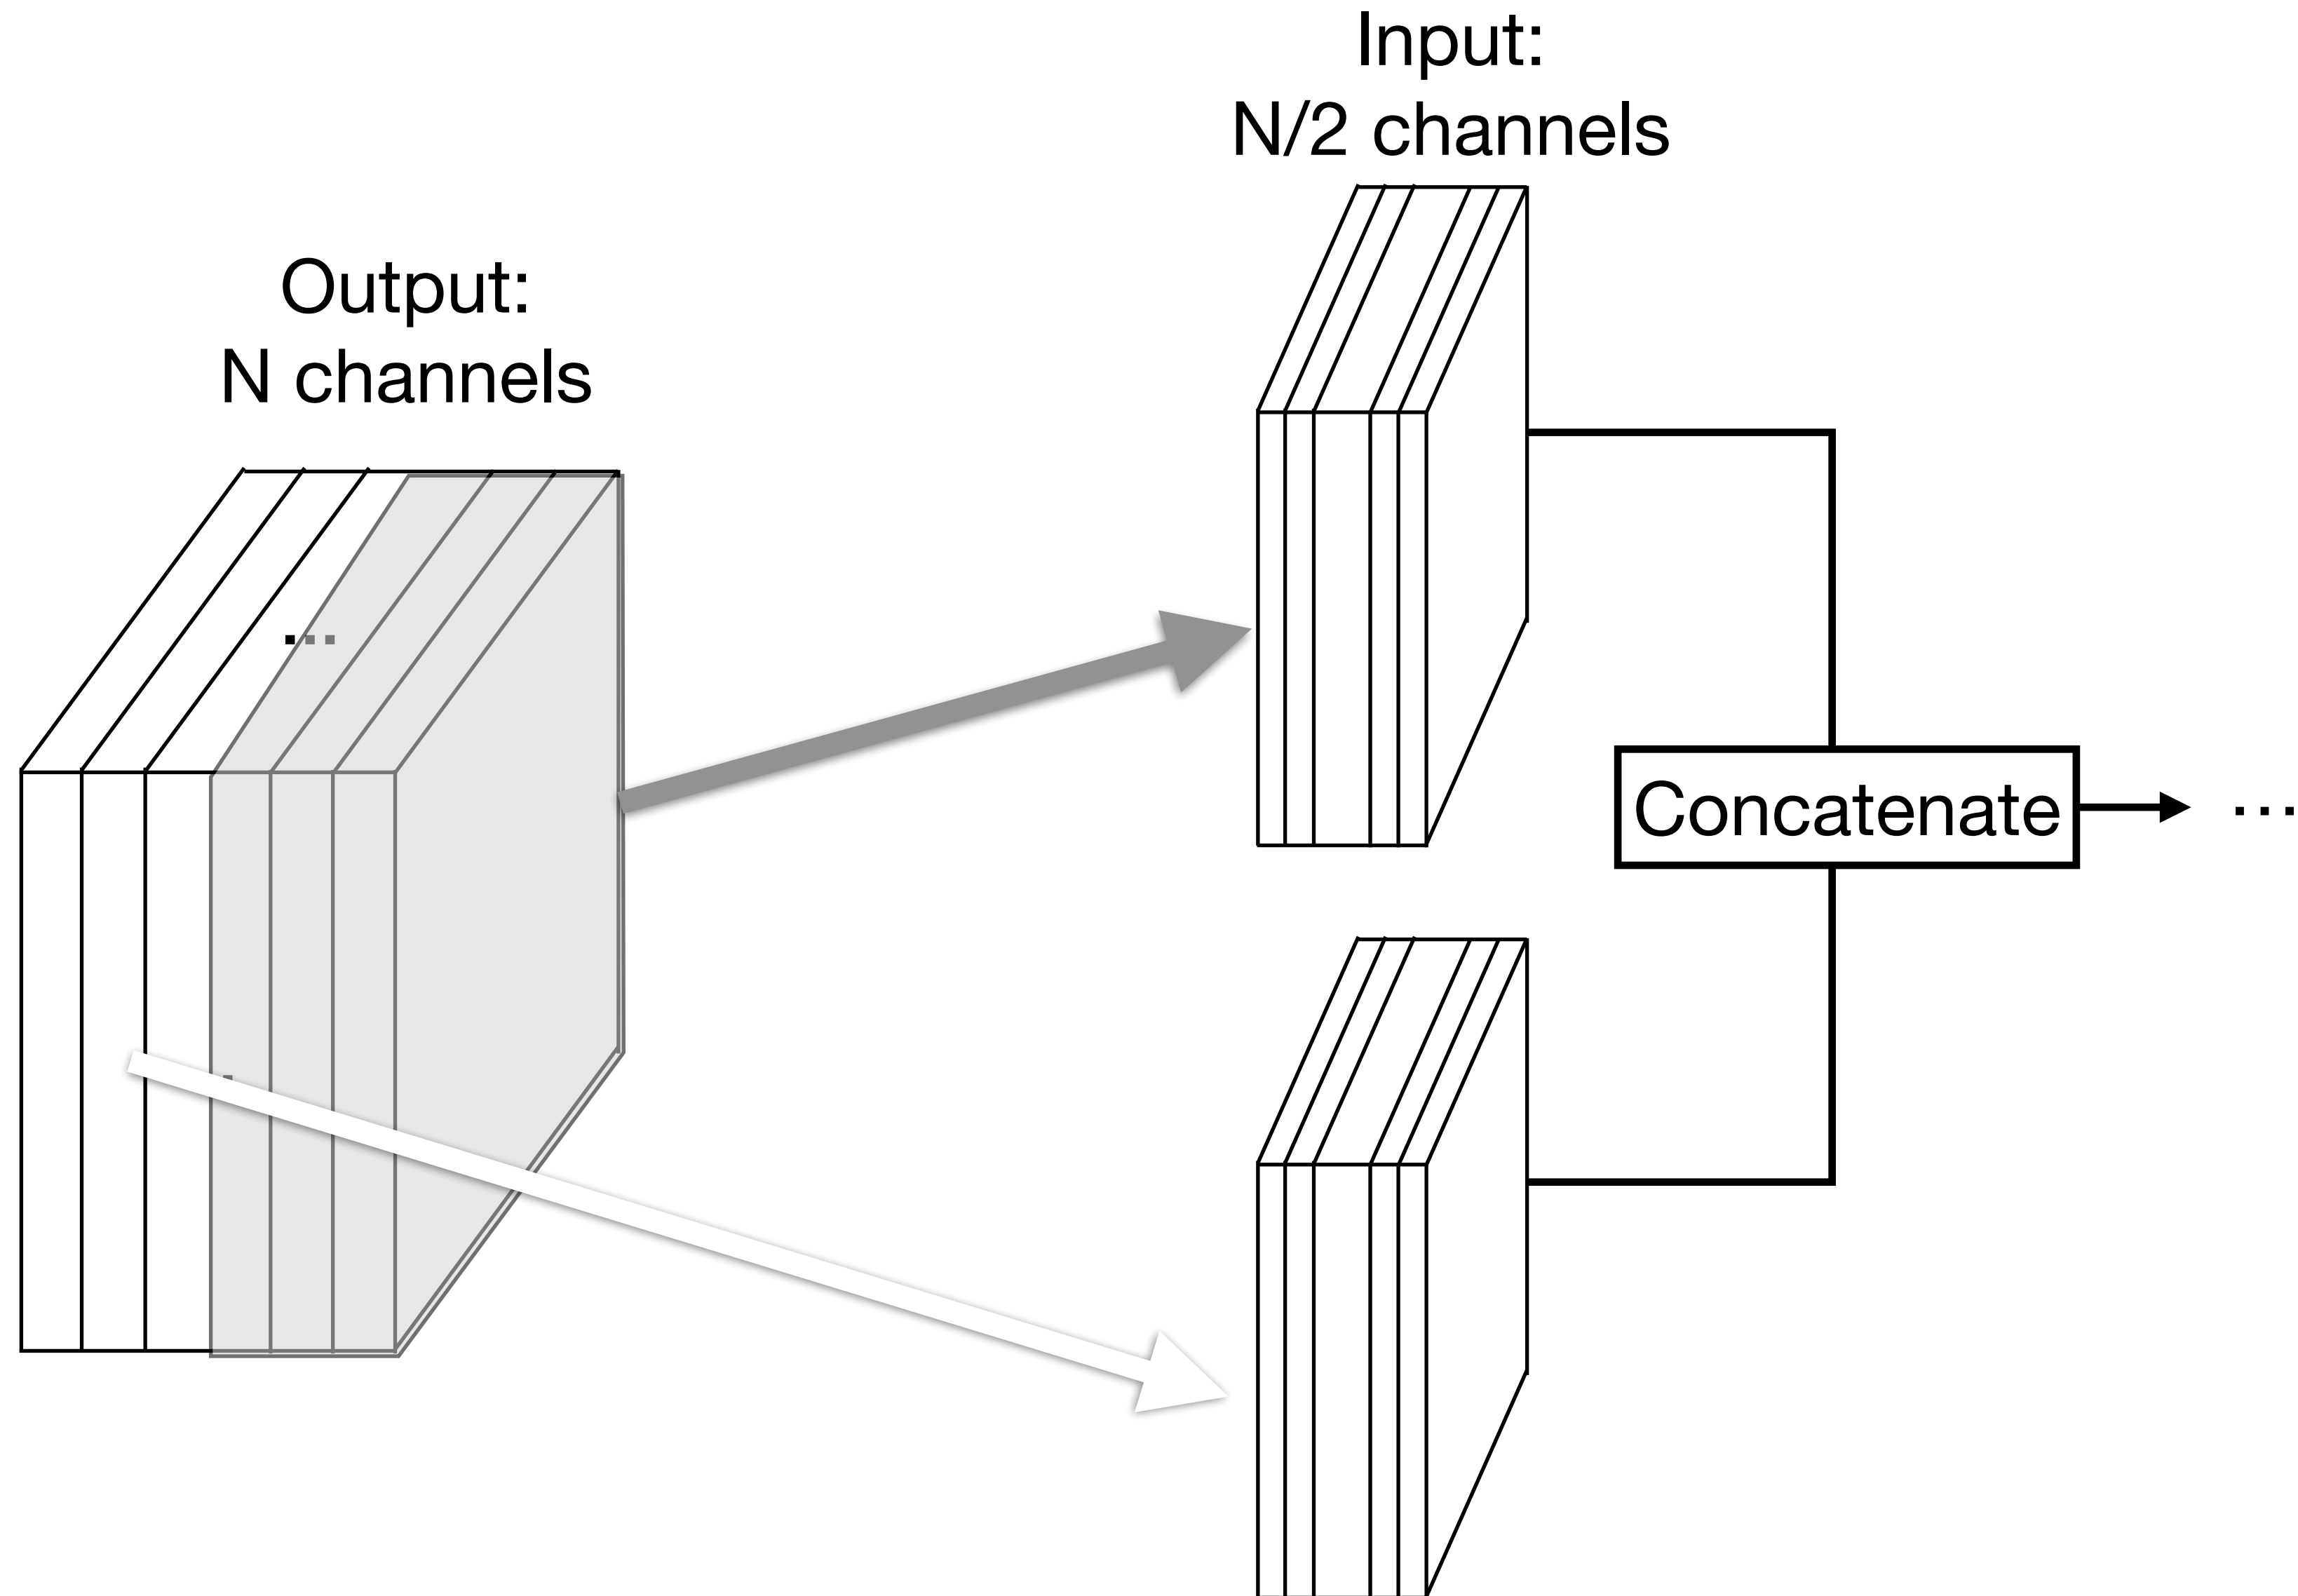 Input:
N/2 channels
Output:
N channels
...
Concatenate
...